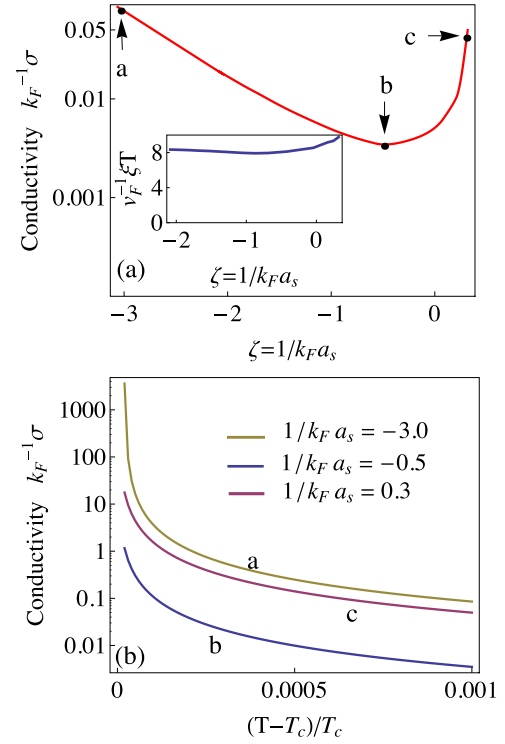 0.05
0.01
0.001
Conductivity k_F^{-1}σ
a
b
c
8
4
0
v_F^{-1}ξT
−2 −1 0
ζ=1/k_F a_s
(a)
−3 −2 −1 0
ζ=1/k_F a_s
1000
100
10
1
0.1
0.01
Conductivity k_F^{-1}σ
1/k_F a_s = −3.0
1/k_F a_s = −0.5
1/k_F a_s = 0.3
a
c
b
(b)
0 0.0005 0.001
(T−T_c)/T_c